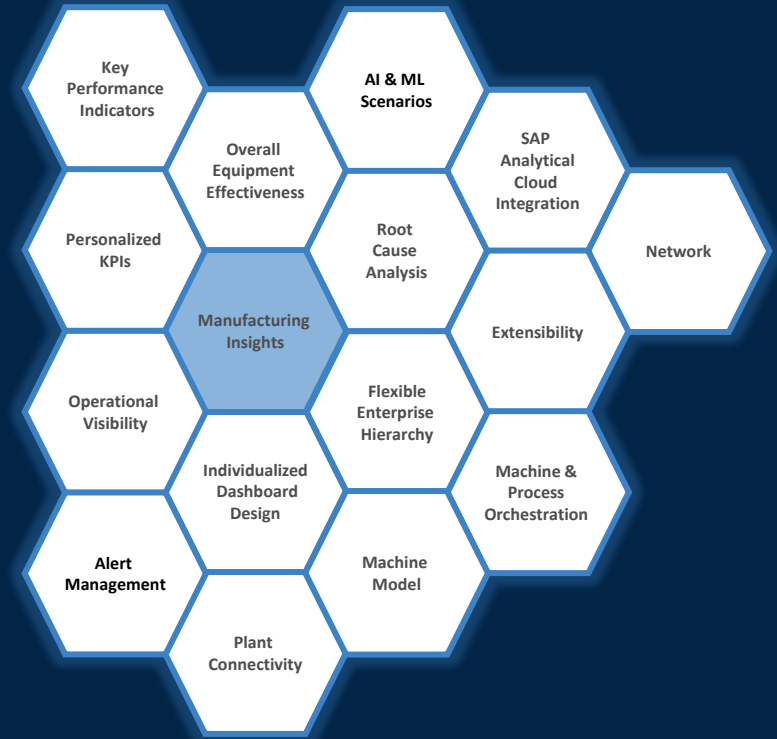 Key
Performance
Indicators
AI & ML
Scenarios
Overall
Equipment
Effectiveness
SAP
Analytical
Cloud
Integration
Personalized
KPIs
Root
Cause
Analysis
Network
Manufacturing
Insights
Extensibility
Operational
Visibility
Flexible
Enterprise
Hierarchy
Individualized
Dashboard
Design
Machine &
Process
Orchestration
Alert
Management
Machine
Model
Plant
Connectivity